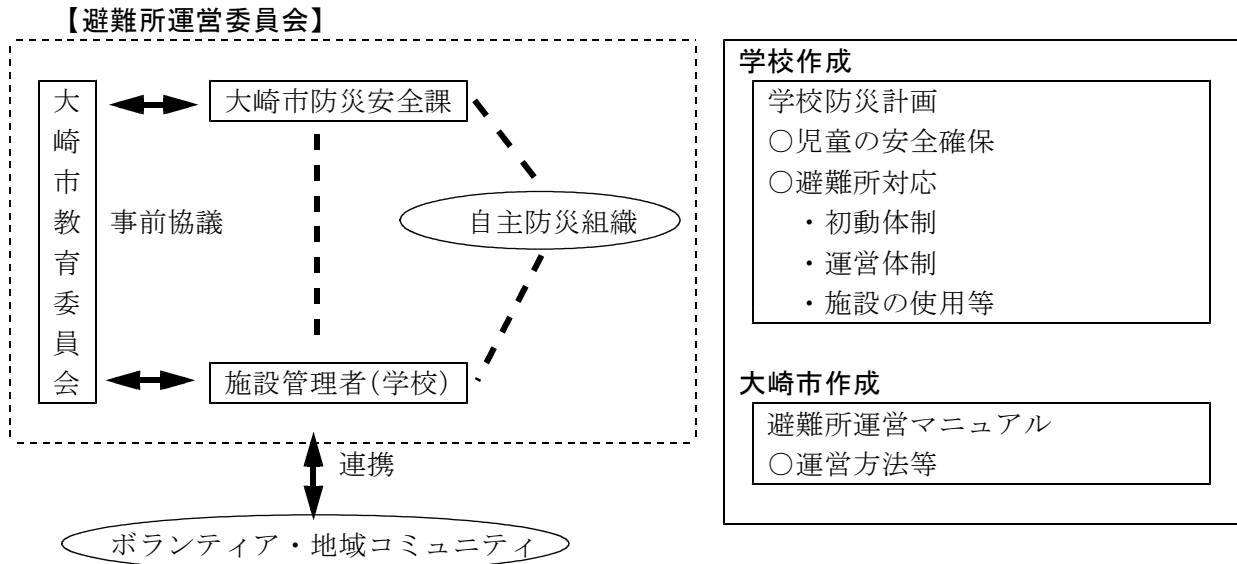 【避難所運営委員会】
大崎市教育委員会
大崎市防災安全課
事前協議
自主防災組織
施設管理者(学校)
連携
ボランティア・地域コミュニティ
学校作成
学校防災計画
○児童の安全確保
○避難所対応
・初動体制
・運営体制
・施設の使用等
大崎市作成
避難所運営マニュアル
○運営方法等